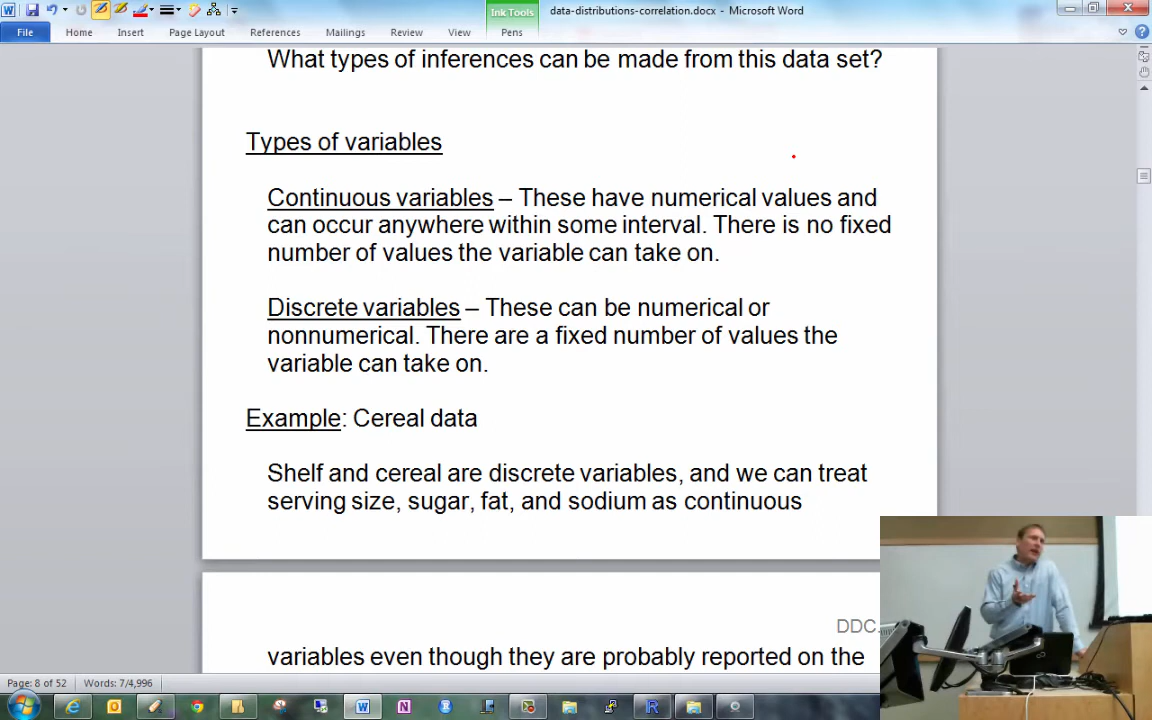 Ink Tools
data-distributions-correlation.docx - Microsoft Word
File Home Insert Page Layout References Mailings Review View Pens
What types of inferences can be made from this data set?
Types of variables
Continuous variables – These have numerical values and
can occur anywhere within some interval. There is no fixed
number of values the variable can take on.
Discrete variables – These can be numerical or
nonnumerical. There are a fixed number of values the
variable can take on.
Example: Cereal data
Shelf and cereal are discrete variables, and we can treat
serving size, sugar, fat, and sodium as continuous
DDC.
variables even though they are probably reported on the
Page: 8 of 52 Words: 7/4,996